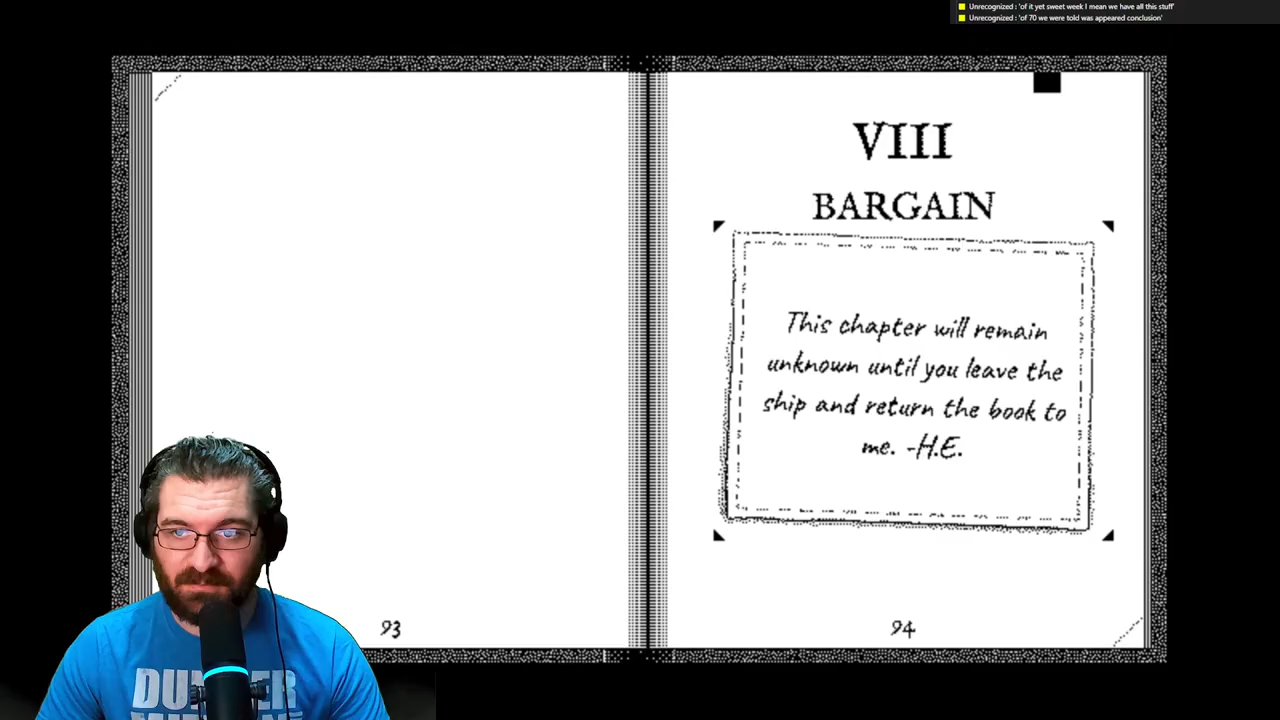 Unrecognized : 'of it yet sweet week I mean we have all this stuff'
Unrecognized : 'of 70 we were told was appeared conclusion'
VIII
BARGAIN
This chapter will remain
unknown until you leave the
ship and return the book to
me. -H.E.
93
94